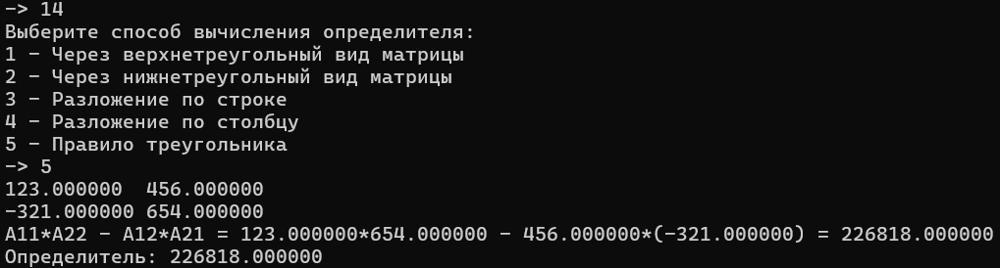 -> 14
Выберите способ вычисления определителя:
1 - Через верхнетреугольный вид матрицы
2 - Через нижнетреугольный вид матрицы
3 - Разложение по строке
4 - Разложение по столбцу
5 - Правило треугольника
-> 5
123.000000  456.000000
-321.000000 654.000000
A11*A22 - A12*A21 = 123.000000*654.000000 - 456.000000*(-321.000000) = 226818.000000
Определитель: 226818.000000